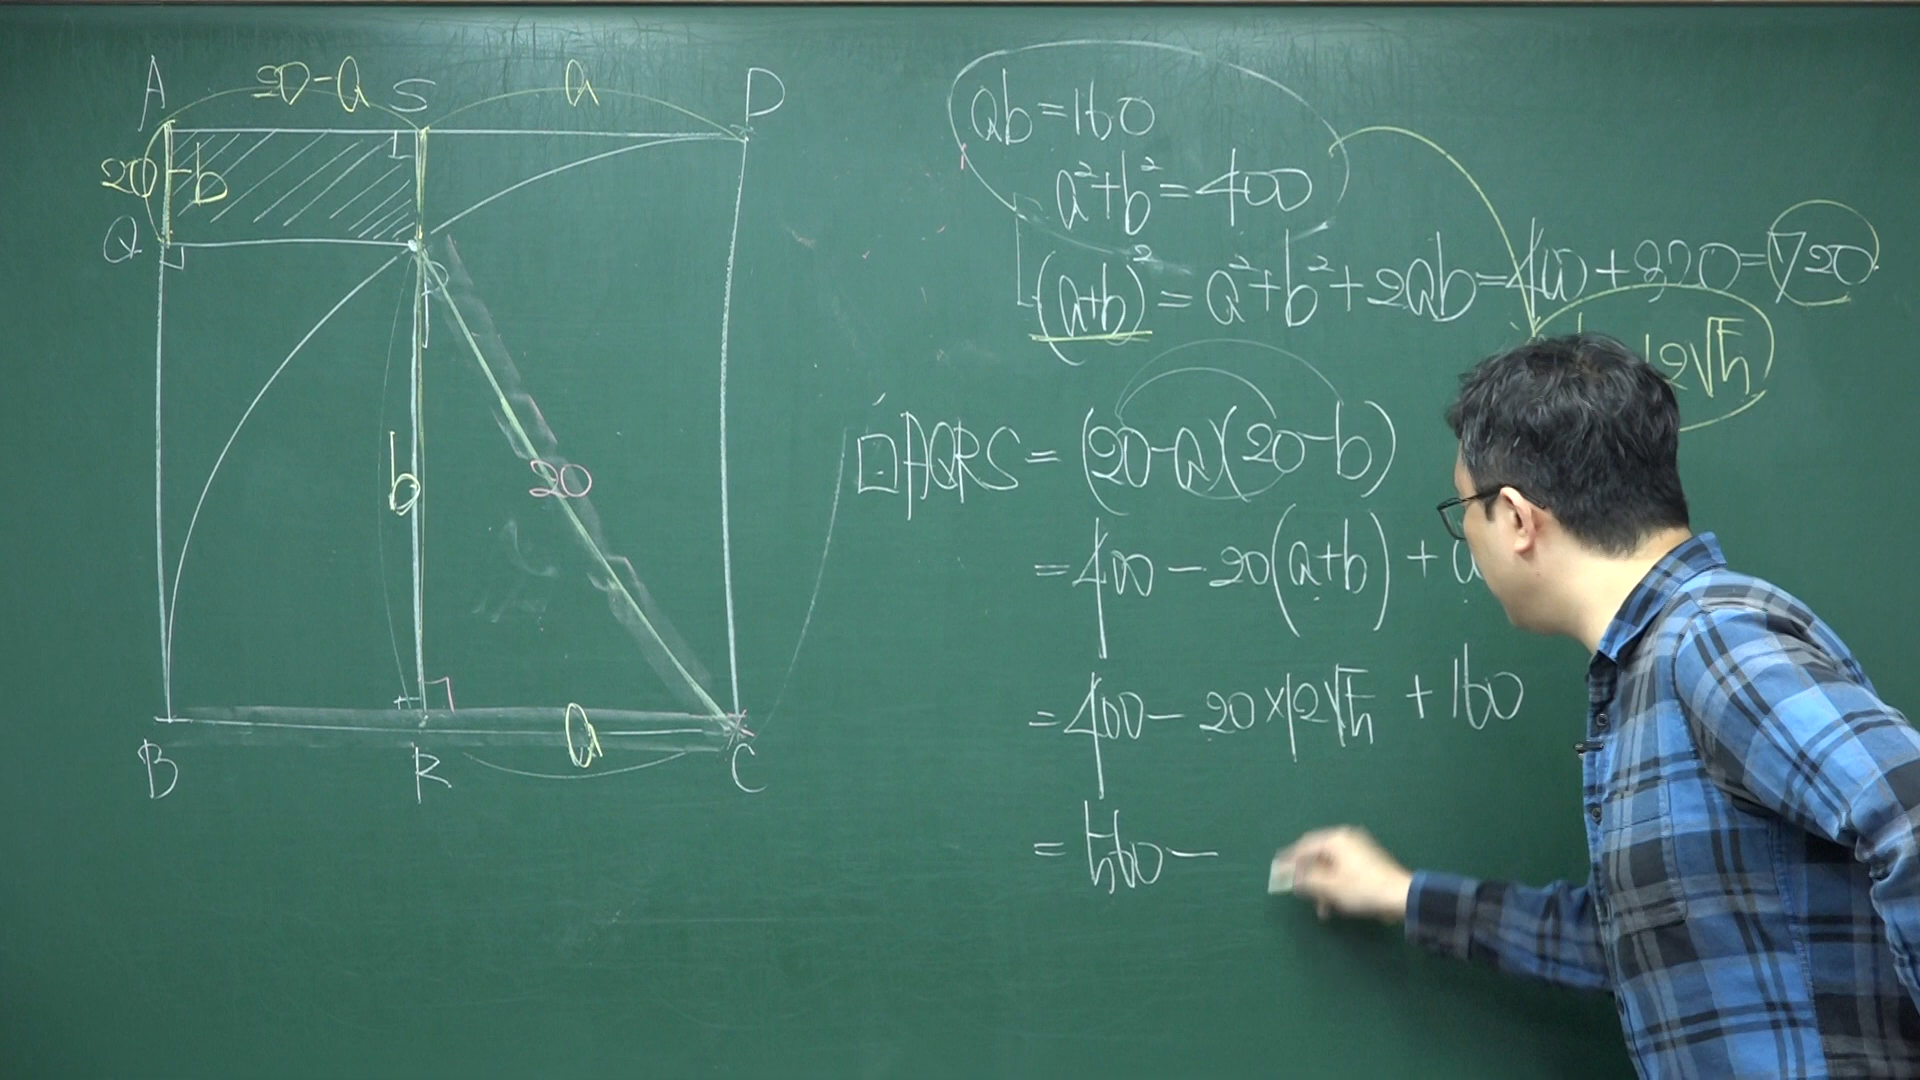 A 20-a S a D
20-b
Q
b
20
a
B R C
ab=160
a²+b²=400
(a+b)²=a²+b²+2ab=400+320=720
12√5
□AQRS=(20-a)(20-b)
=400-20(a+b)+a
=400-20×12√5+160
=560-